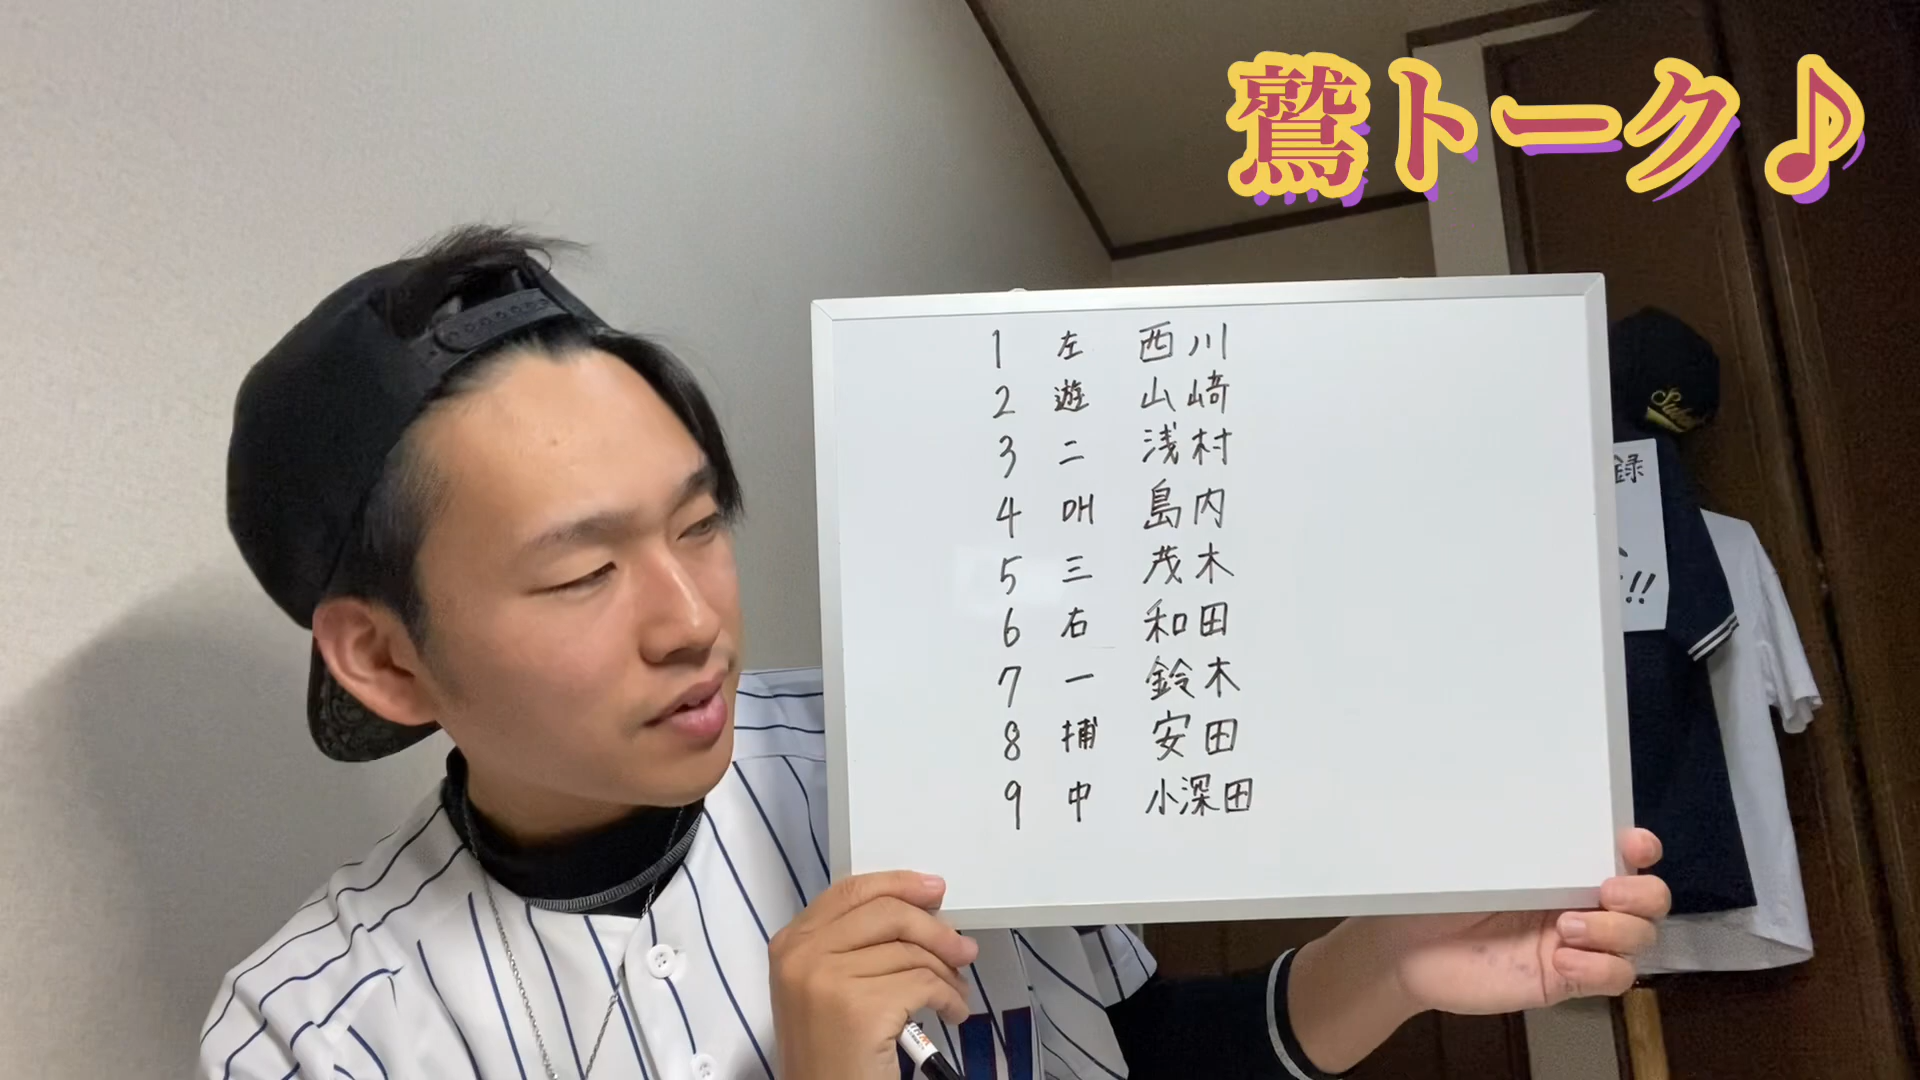 鷲トーク♪
1 左 西川
2 遊 山﨑
3 二 浅村
4 DH 島内
5 三 茂木
6 右 和田
7 一 鈴木
8 捕 安田
9 中 小深田
録
!!